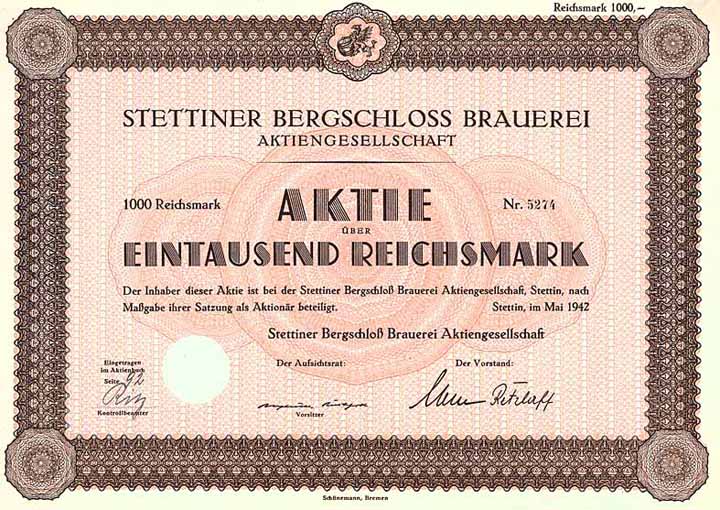 Reichsmark 1000,—
STETTINER BERGSCHLOSS BRAUEREI
AKTIENGESELLSCHAFT
1000 Reichsmark AKTIE Nr. 5274
ÜBER
EINTAUSEND REICHSMARK
Der Inhaber dieser Aktie ist bei der Stettiner Bergschloß Brauerei Aktiengesellschaft, Stettin, nach
Maßgabe ihrer Satzung als Aktionär beteiligt. Stettin, im Mai 1942
Stettiner Bergschloß Brauerei Aktiengesellschaft
Eingetragen
im Aktienbuch
Seite 92
Kontrollbeamter
Der Aufsichtsrat:
Vorsitzer
Der Vorstand:
Schünemann, Bremen